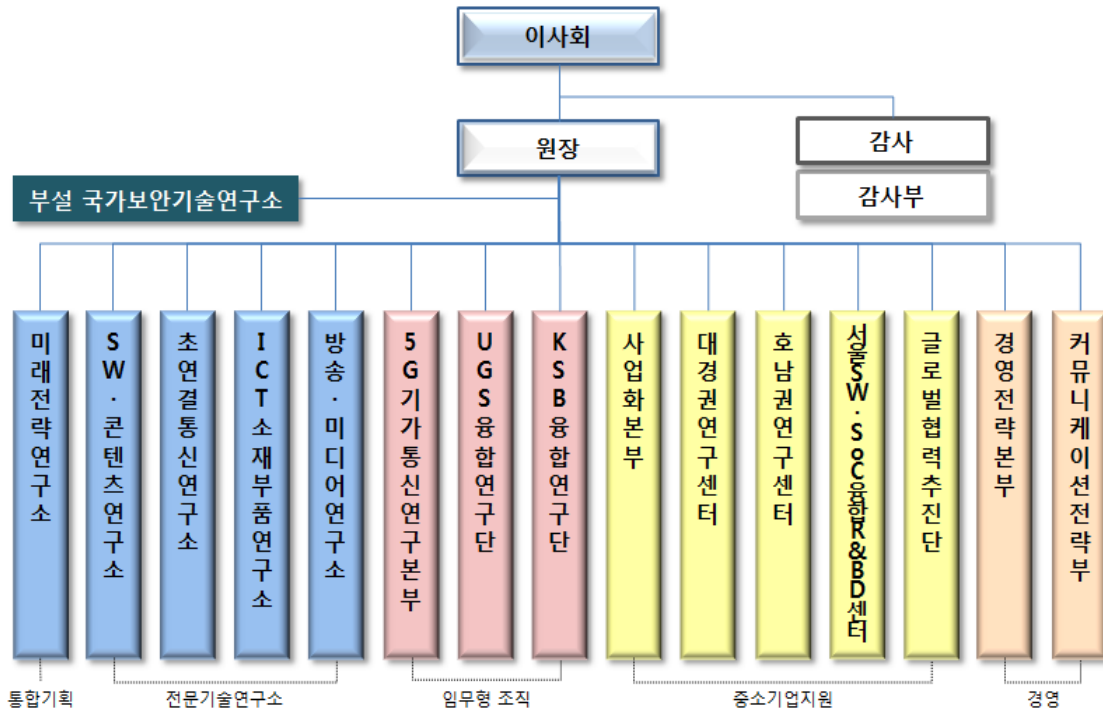 이사회
원장
감사
감사부
부설 국가보안기술연구소
미래전략연구소
SW·콘텐츠연구소
초연결통신연구소
ICT소재부품연구소
방송·미디어연구소
5G기가통신연구본부
UGS융합연구단
KSB융합연구단
사업화본부
대경권연구센터
호남권연구센터
서울SW·SoC융합R&BD센터
글로벌협력추진단
경영전략본부
커뮤니케이션전략부
통합기획
전문기술연구소
임무형 조직
중소기업지원
경영